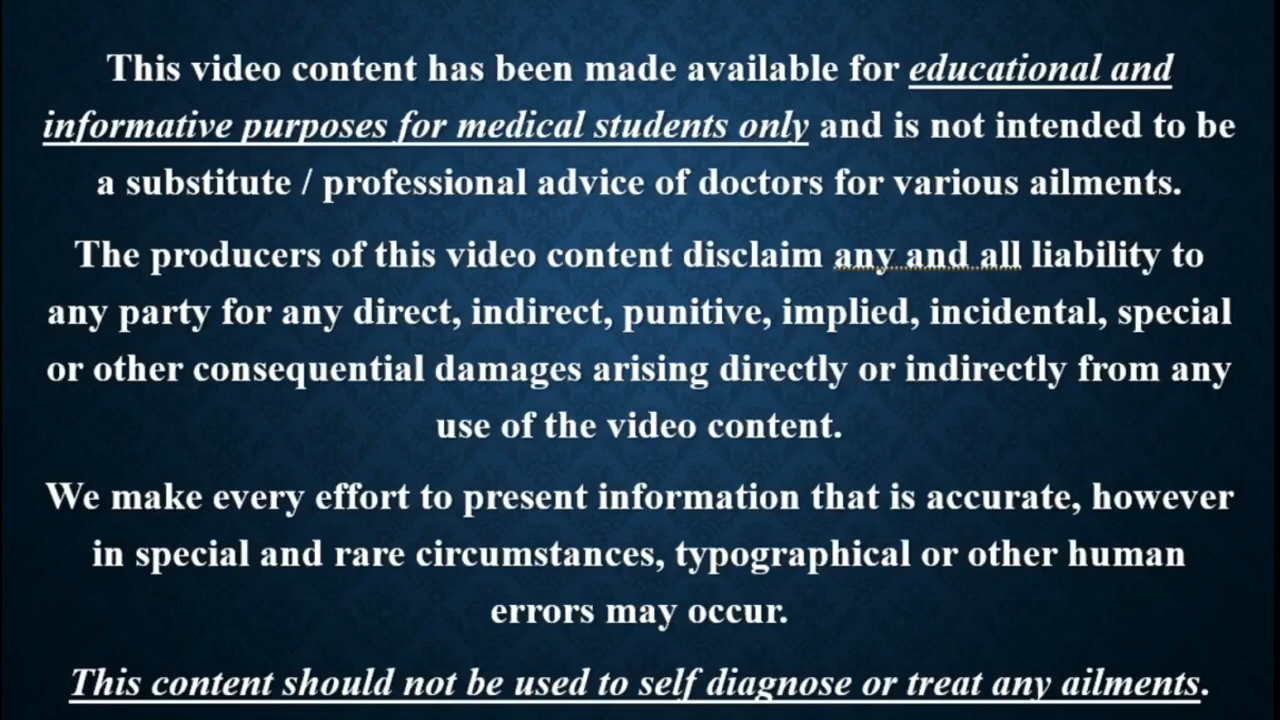 This video content has been made available for educational and
informative purposes for medical students only and is not intended to be
a substitute / professional advice of doctors for various ailments.
The producers of this video content disclaim any and all liability to
any party for any direct, indirect, punitive, implied, incidental, special
or other consequential damages arising directly or indirectly from any
use of the video content.
We make every effort to present information that is accurate, however
in special and rare circumstances, typographical or other human
errors may occur.
This content should not be used to self diagnose or treat any ailments.